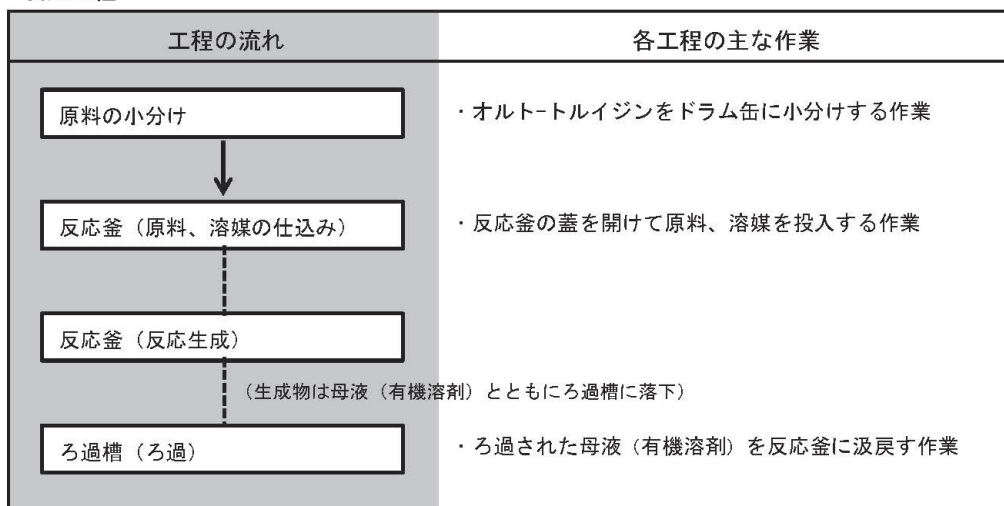 工程の流れ
各工程の主な作業
原料の小分け
・オルト-トルイジンをドラム缶に小分けする作業
反応釜（原料、溶媒の仕込み）
・反応釜の蓋を開けて原料、溶媒を投入する作業
反応釜（反応生成）
（生成物は母液（有機溶剤）とともにろ過槽に落下）
ろ過槽（ろ過）
・ろ過された母液（有機溶剤）を反応釜に汲戻す作業